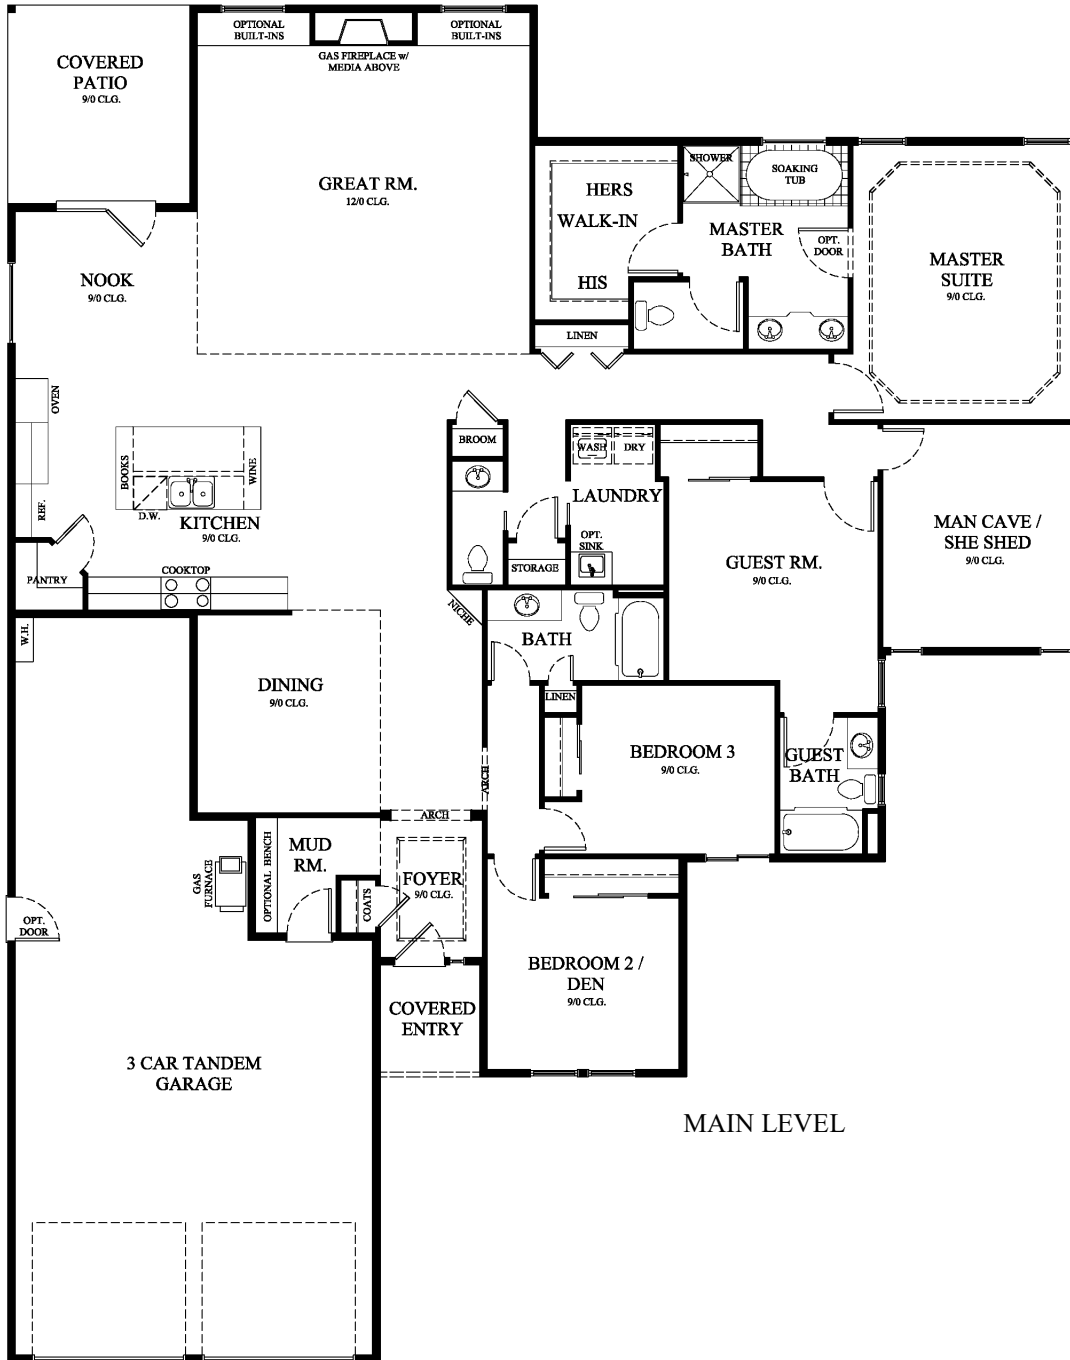 OPTIONAL
BUILT-INS
OPTIONAL
BUILT-INS
GAS FIREPLACE w/
MEDIA ABOVE
COVERED
PATIO
9/0 CLG.
GREAT RM.
12/0 CLG.
HERS
WALK-IN
HIS
SHOWER
SOAKING
TUB
MASTER
BATH
OPT.
DOOR
MASTER
SUITE
9/0 CLG.
NOOK
9/0 CLG.
LINEN
OVEN
BROOM
WASH
DRY
BOOKS
WINE
REF.
D.W.
KITCHEN
9/0 CLG.
LAUNDRY
OPT.
SINK
STORAGE
MAN CAVE /
SHE SHED
9/0 CLG.
GUEST RM.
9/0 CLG.
PANTRY
COOKTOP
NICHE
W.H.
BATH
LINEN
DINING
9/0 CLG.
BEDROOM 3
9/0 CLG.
GUEST
BATH
ARCH
ARCH
MUD
RM.
OPTIONAL BENCH
GAS
FURNACE
COATS
FOYER
9/0 CLG.
OPT.
DOOR
BEDROOM 2 /
DEN
9/0 CLG.
COVERED
ENTRY
3 CAR TANDEM
GARAGE
MAIN LEVEL